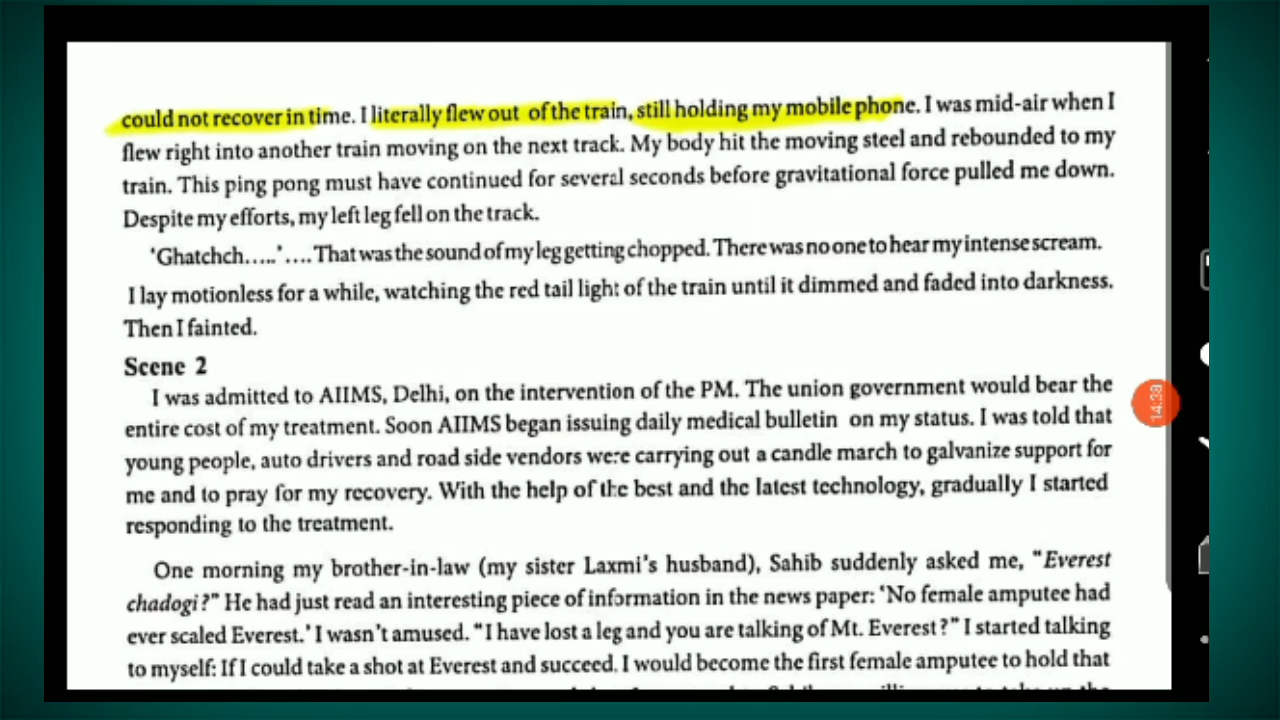 could not recover in time. I literally flew out of the train, still holding my mobile phone. I was mid-air when I
flew right into another train moving on the next track. My body hit the moving steel and rebounded to my
train. This ping pong must have continued for several seconds before gravitational force pulled me down.
Despite my efforts, my left leg fell on the track.
‘Ghatchch.....’.... That was the sound of my leg getting chopped. There was no one to hear my intense scream.
I lay motionless for a while, watching the red tail light of the train until it dimmed and faded into darkness.
Then I fainted.
Scene 2
I was admitted to AIIMS, Delhi, on the intervention of the PM. The union government would bear the
entire cost of my treatment. Soon AIIMS began issuing daily medical bulletin on my status. I was told that
young people, auto drivers and road side vendors were carrying out a candle march to galvanize support for
me and to pray for my recovery. With the help of the best and the latest technology, gradually I started
responding to the treatment.
One morning my brother-in-law (my sister Laxmi’s husband), Sahib suddenly asked me, “Everest
chadogi?” He had just read an interesting piece of information in the news paper: ‘No female amputee had
ever scaled Everest.’ I wasn’t amused. “I have lost a leg and you are talking of Mt. Everest?” I started talking
to myself: If I could take a shot at Everest and succeed, I would become the first female amputee to hold that
14:38